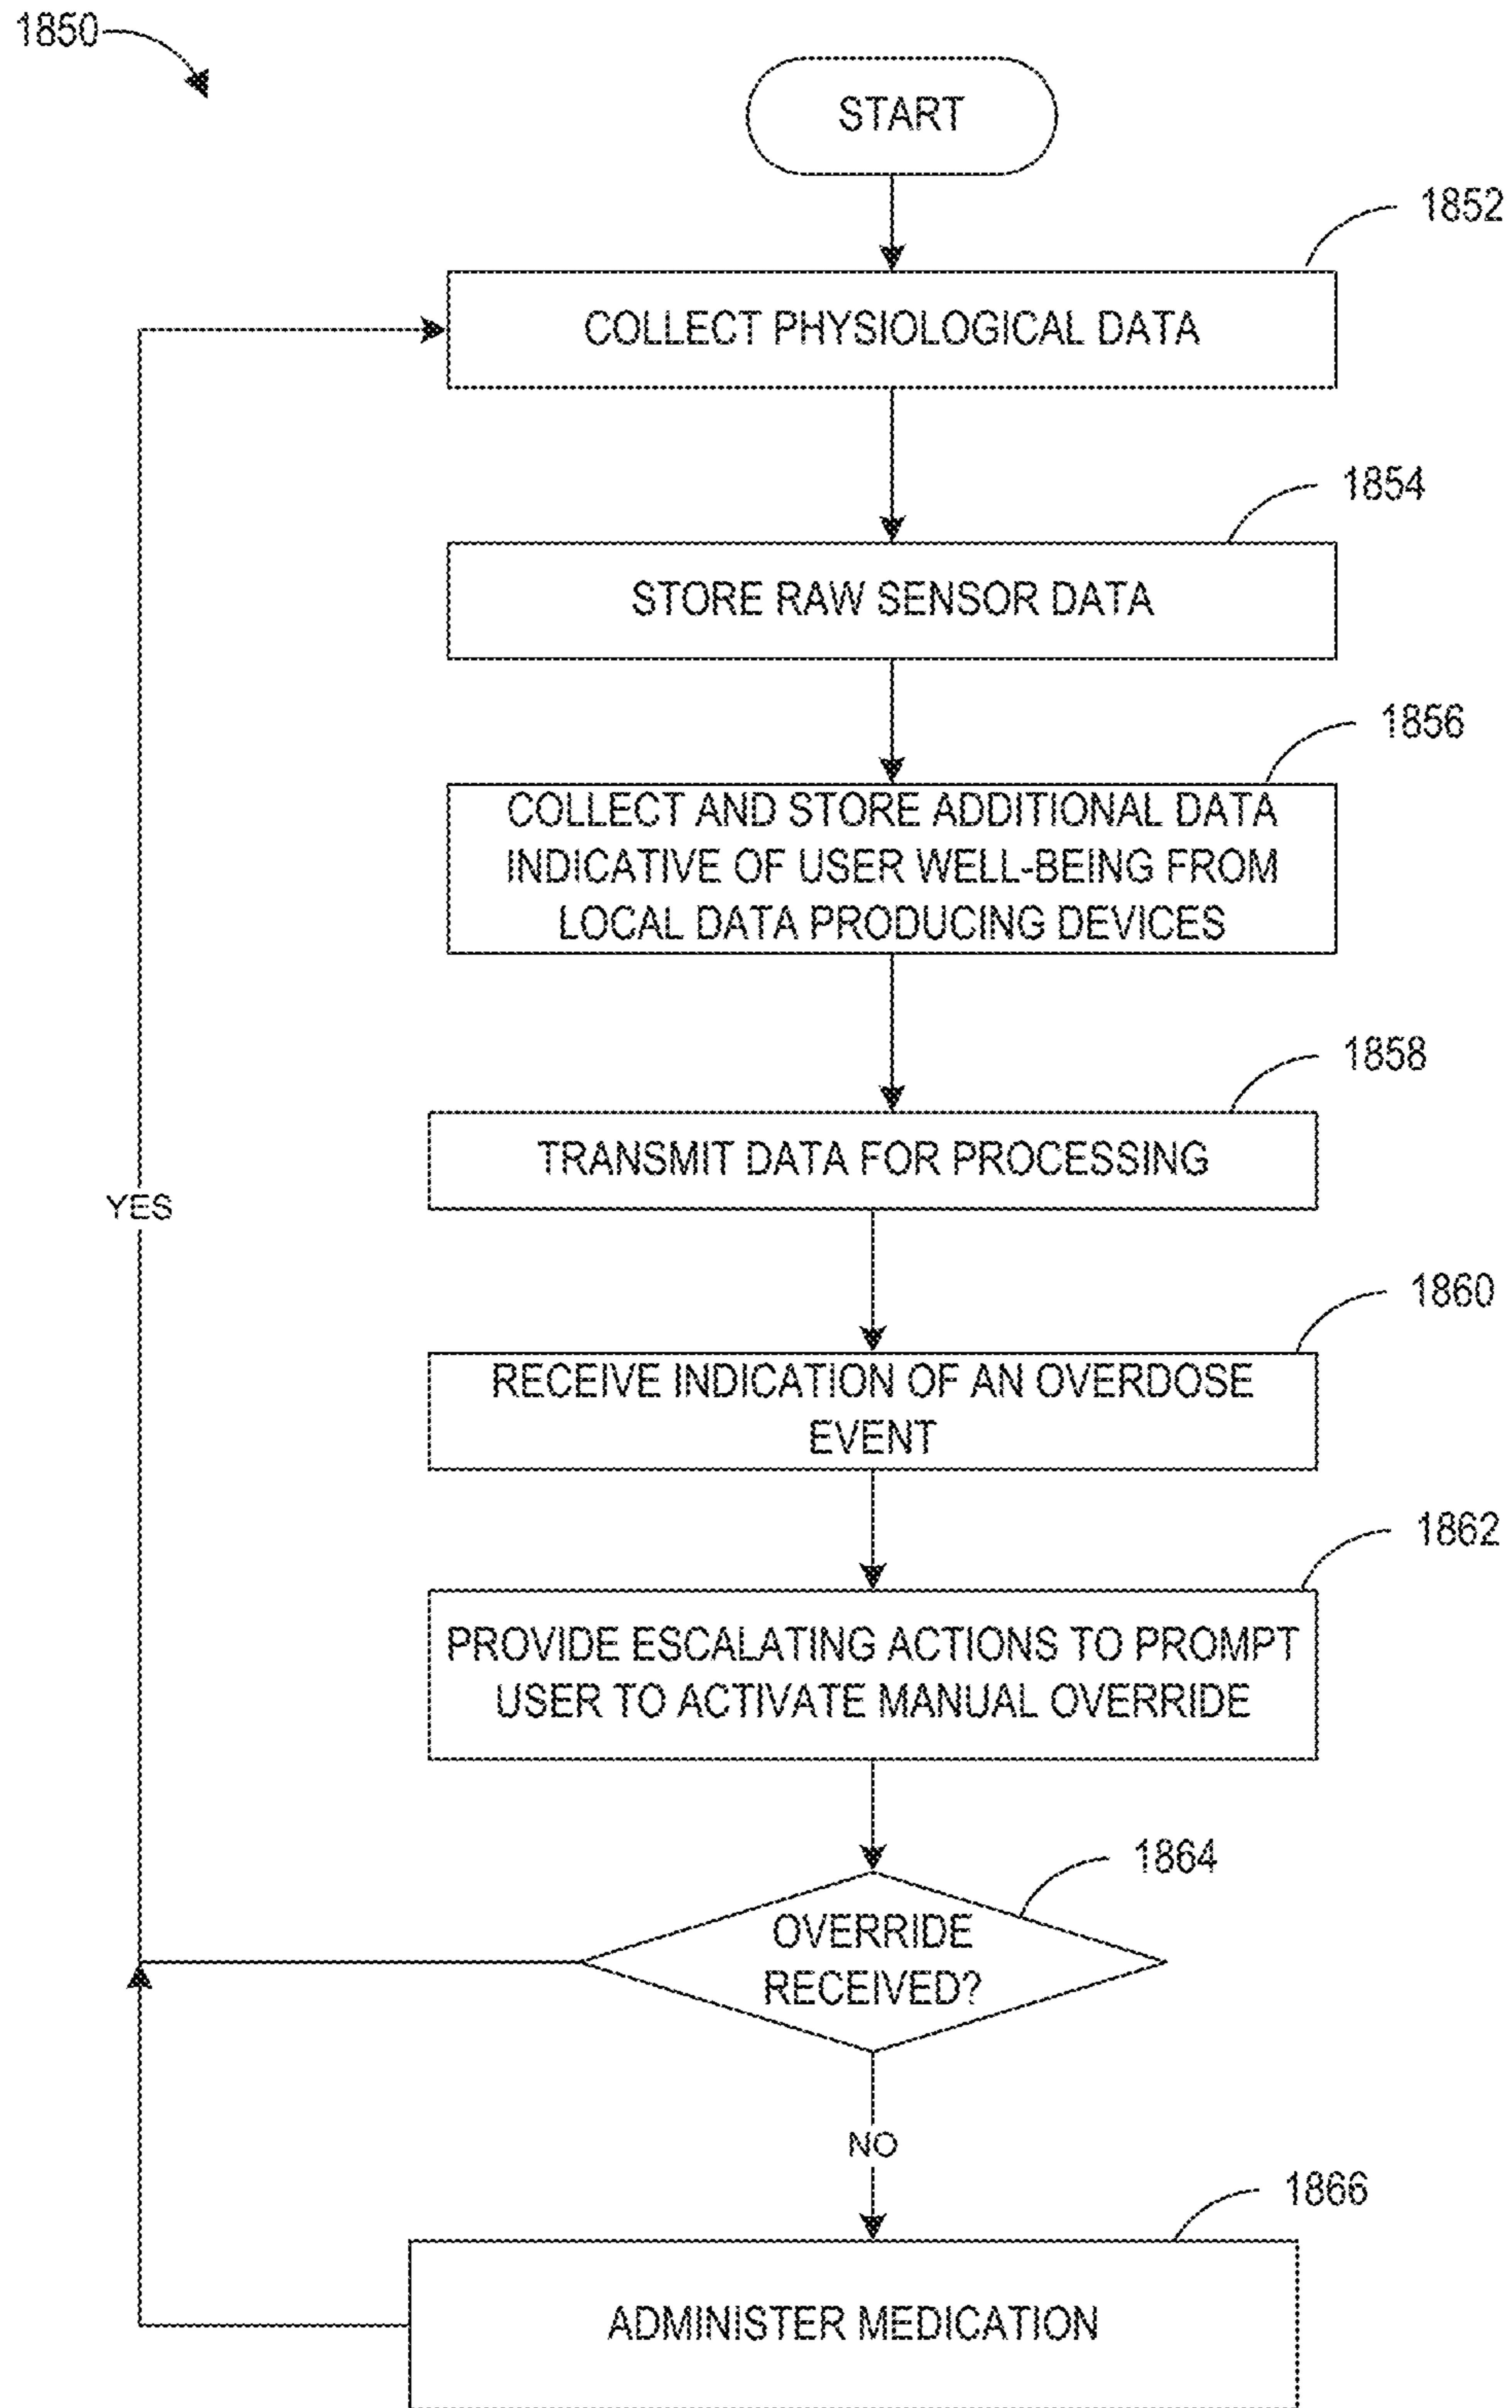 1850
START
1852
COLLECT PHYSIOLOGICAL DATA
1854
STORE RAW SENSOR DATA
1856
COLLECT AND STORE ADDITIONAL DATA
INDICATIVE OF USER WELL-BEING FROM
LOCAL DATA PRODUCING DEVICES
1858
TRANSMIT DATA FOR PROCESSING
YES
1860
RECEIVE INDICATION OF AN OVERDOSE
EVENT
1862
PROVIDE ESCALATING ACTIONS TO PROMPT
USER TO ACTIVATE MANUAL OVERRIDE
1864
OVERRIDE
RECEIVED?
NO
1866
ADMINISTER MEDICATION